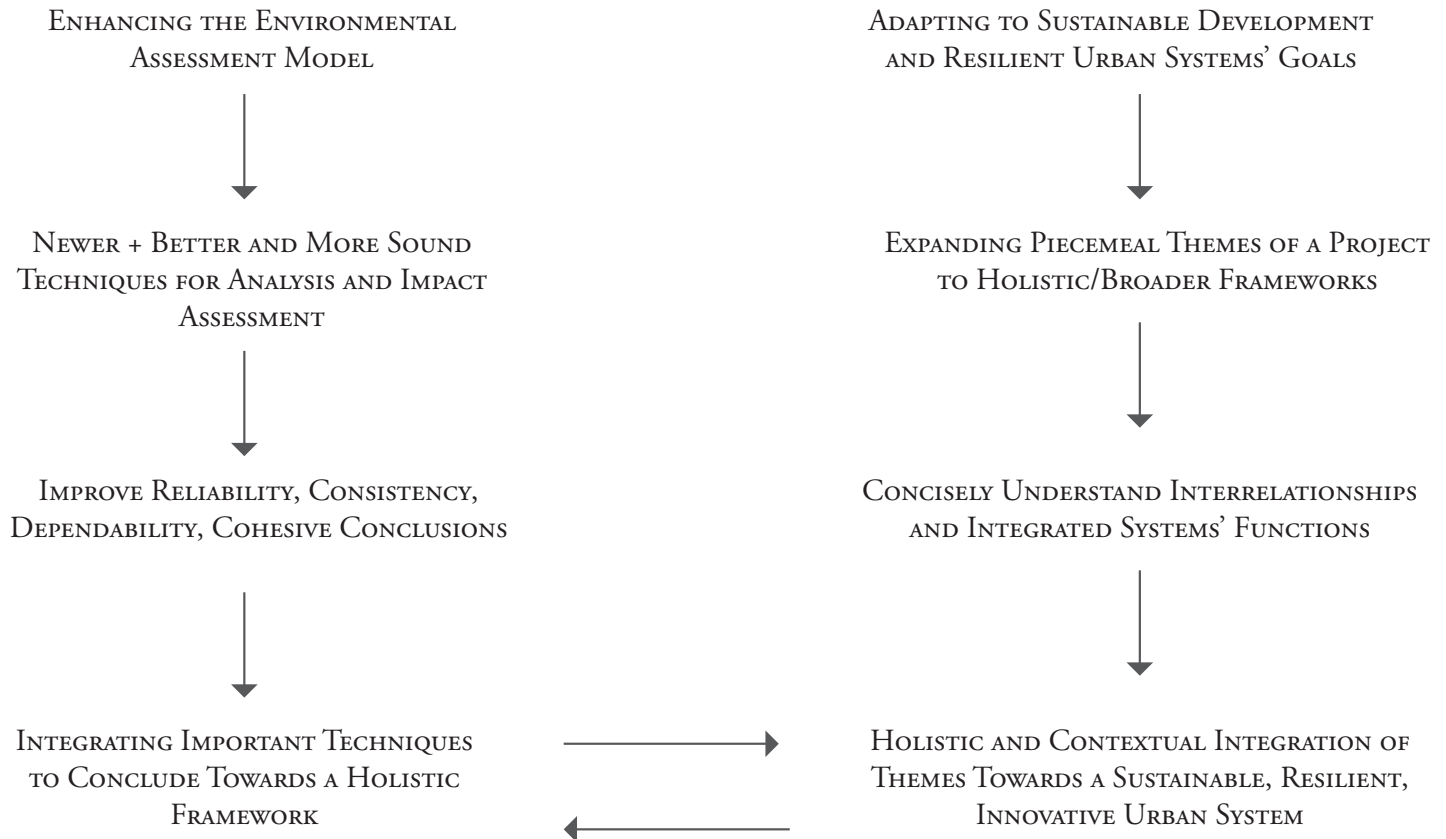 Enhancing the Environmental
Assessment Model
Newer + Better and More Sound
Techniques for Analysis and Impact
Assessment
Improve Reliability, Consistency,
Dependability, Cohesive Conclusions
Integrating Important Techniques
to Conclude Towards a Holistic
Framework
Adapting to Sustainable Development
and Resilient Urban Systems’ Goals
Expanding Piecemeal Themes of a Project
to Holistic/Broader Frameworks
Concisely Understand Interrelationships
and Integrated Systems’ Functions
Holistic and Contextual Integration of
Themes Towards a Sustainable, Resilient,
Innovative Urban System